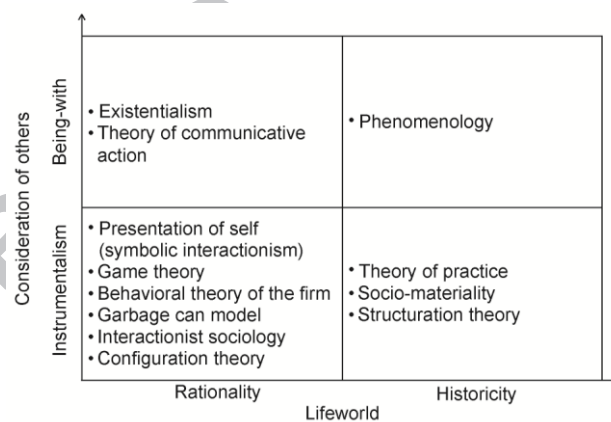 Consideration of others
Being-with
Instrumentalism
• Existentialism
• Theory of communicative
action
• Phenomenology
• Presentation of self
(symbolic interactionism)
• Game theory
• Behavioral theory of the firm
• Garbage can model
• Interactionist sociology
• Configuration theory
• Theory of practice
• Socio-materiality
• Structuration theory
Rationality
Historicity
Lifeworld